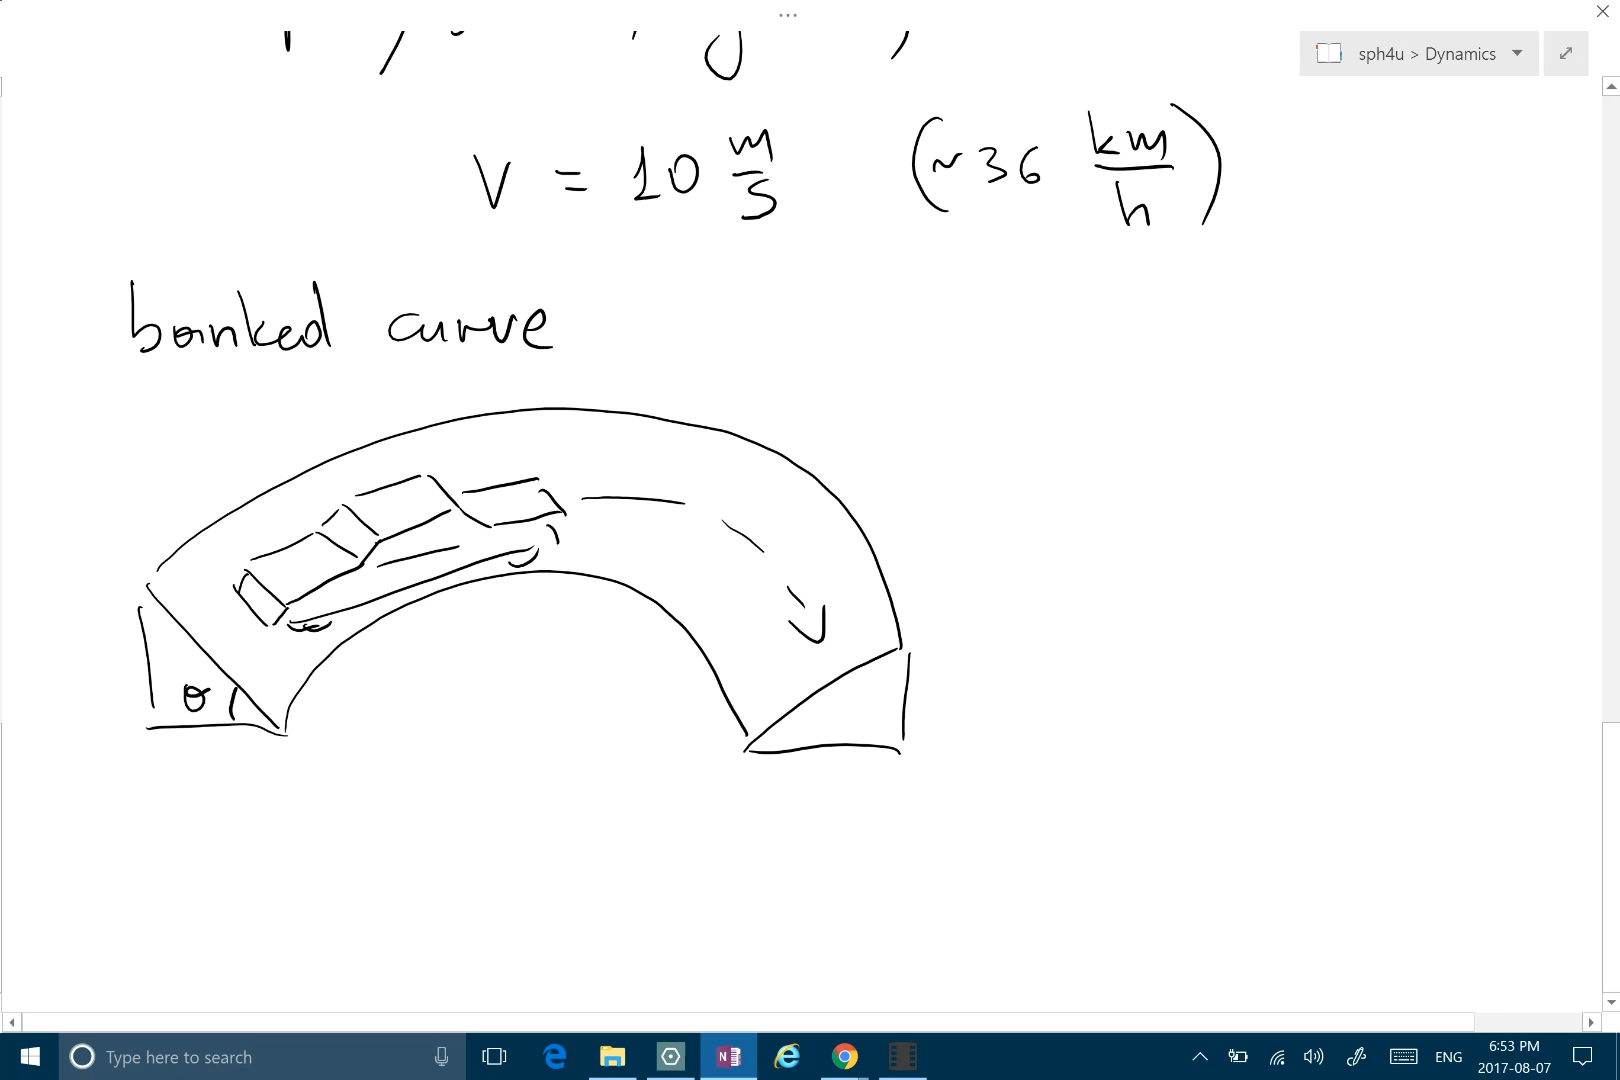 sph4u > Dynamics
V = 10 m/s (~36 km/h)
banked curve
θ
Type here to search
N
ENG
6:53 PM
2017-08-07